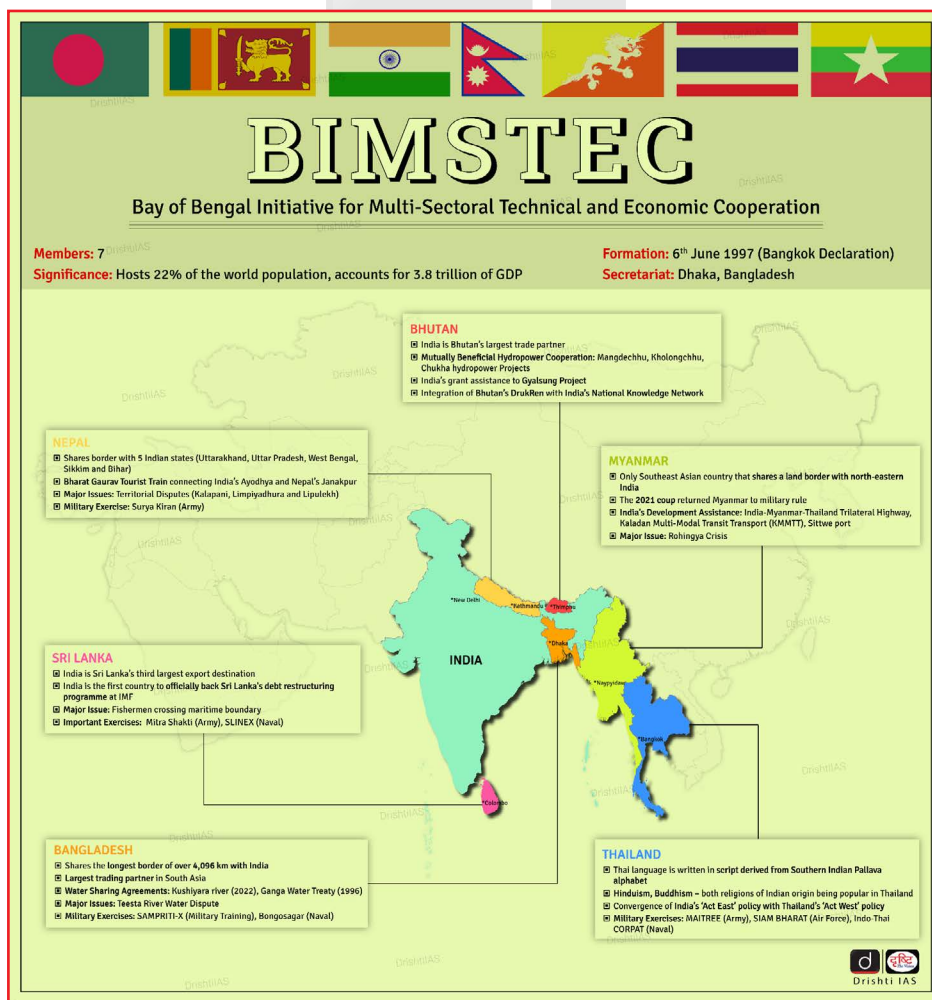 BIMSTEC
Bay of Bengal Initiative for Multi-Sectoral Technical and Economic Cooperation
Members: 7
Significance: Hosts 22% of the world population, accounts for 3.8 trillion of GDP
Formation: 6th June 1997 (Bangkok Declaration)
Secretariat: Dhaka, Bangladesh
BHUTAN
India is Bhutan's largest trade partner
Mutually Beneficial Hydropower Cooperation: Mangdechhu, Kholongchhu,
Chukha hydropower Projects
India's grant assistance to Gyalsung Project
Integration of Bhutan's DrukRen with India's National Knowledge Network
NEPAL
Shares border with 5 Indian states (Uttarakhand, Uttar Pradesh, West Bengal,
Sikkim and Bihar)
Bharat Gaurav Tourist Train connecting India's Ayodhya and Nepal's Janakpur
Major Issues: Territorial Disputes (Kalapani, Limpiyadhura and Lipulekh)
Military Exercise: Surya Kiran (Army)
MYANMAR
Only Southeast Asian country that shares a land border with north-eastern
India
The 2021 coup returned Myanmar to military rule
India's Development Assistance: India-Myanmar-Thailand Trilateral Highway,
Kaladan Multi-Modal Transit Transport (KMMTT), Sittwe port
Major Issue: Rohingya Crisis
*New Delhi
*Kathmandu
*Thimphu
*Dhaka
INDIA
*Naypyidaw
*Bangkok
*Colombo
SRI LANKA
India is Sri Lanka's third largest export destination
India is the first country to officially back Sri Lanka's debt restructuring
programme at IMF
Major Issue: Fishermen crossing maritime boundary
Important Exercises: Mitra Shakti (Army), SLINEX (Naval)
BANGLADESH
Shares the longest border of over 4,096 km with India
Largest trading partner in South Asia
Water Sharing Agreements: Kushiyara river (2022), Ganga Water Treaty (1996)
Major Issues: Teesta River Water Dispute
Military Exercises: SAMPRITI-X (Military Training), Bongosagar (Naval)
THAILAND
Thai language is written in script derived from Southern Indian Pallava
alphabet
Hinduism, Buddhism – both religions of Indian origin being popular in Thailand
Convergence of India's 'Act East' policy with Thailand's 'Act West' policy
Military Exercises: MAITREE (Army), SIAM BHARAT (Air Force), Indo-Thai
CORPAT (Naval)
d दृष्टि
The Vision
Drishti IAS
DrishtiIAS